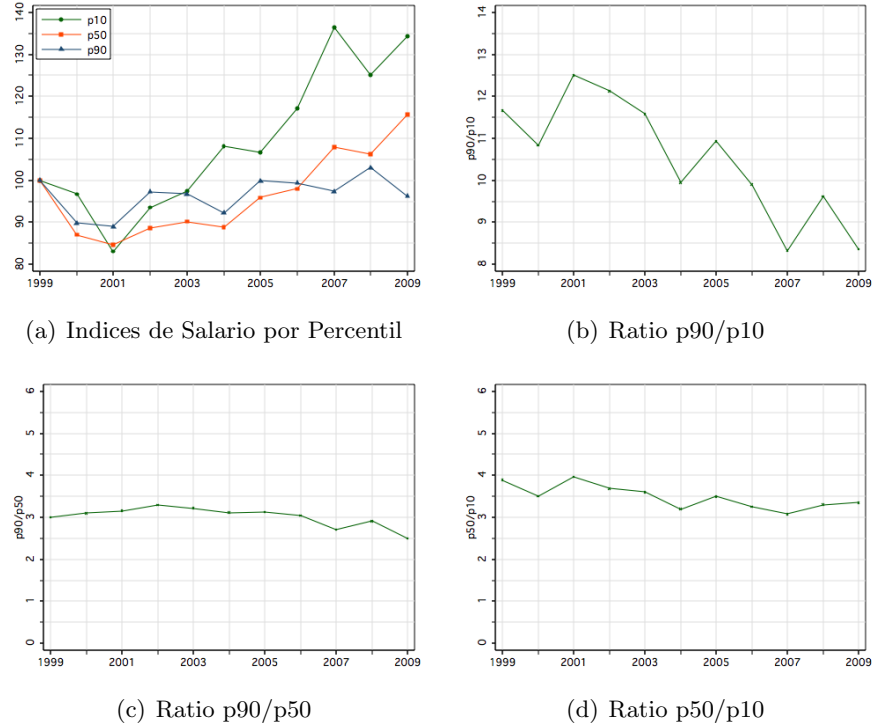 p10
p50
p90
80 90 100 110 120 130 140
1999 2001 2003 2005 2007 2009
(a) Indices de Salario por Percentil
p90/p10
8 9 10 11 12 13 14
1999 2001 2003 2005 2007 2009
(b) Ratio p90/p10
p90/p50
0 1 2 3 4 5 6
1999 2001 2003 2005 2007 2009
(c) Ratio p90/p50
p50/p10
0 1 2 3 4 5 6
1999 2001 2003 2005 2007 2009
(d) Ratio p50/p10